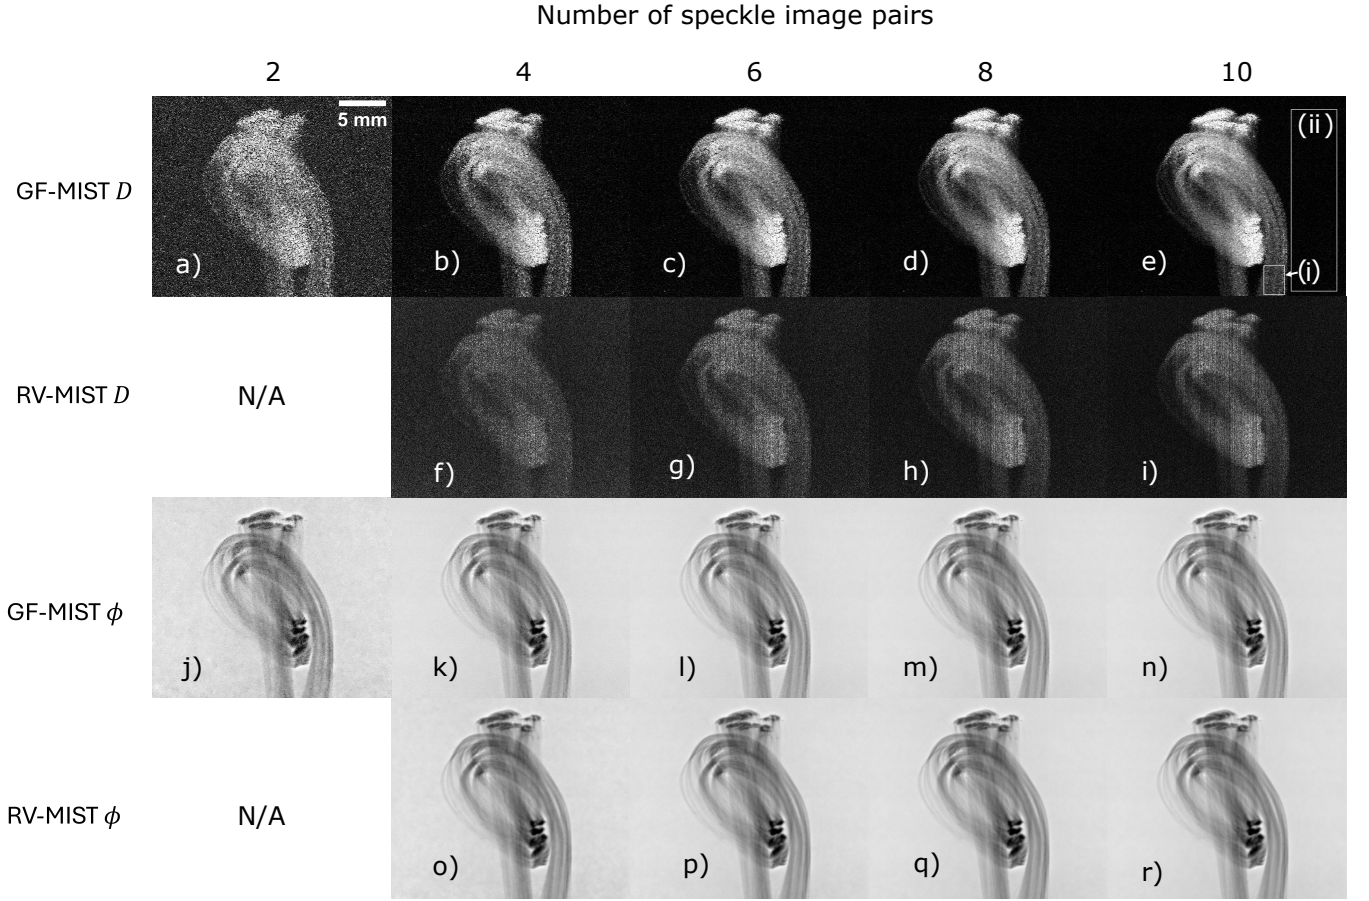 Number of speckle image pairs
2 4 6 8 10
GF-MIST D
5 mm
(ii)
a) b) c) d) e) (i)
RV-MIST D
N/A
f) g) h) i)
GF-MIST ϕ
j) k) l) m) n)
RV-MIST ϕ
N/A
o) p) q) r)